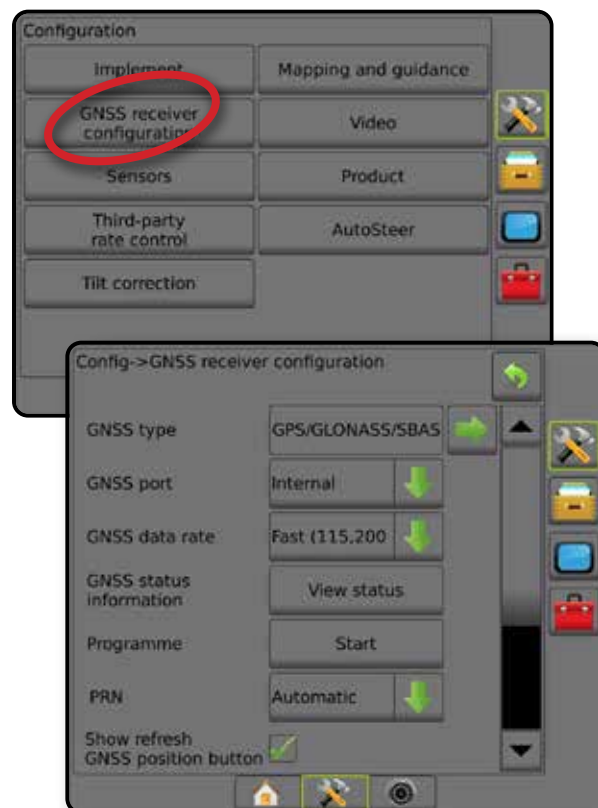 Configuration
Implement
Mapping and guidance
GNSS receiver
configuration
Video
Sensors
Product
Third-party
rate control
AutoSteer
Tilt correction
Config->GNSS receiver configuration
GNSS type
GPS/GLONASS/SBAS
GNSS port
Internal
GNSS data rate
Fast (115,200
GNSS status
information
View status
Programme
Start
PRN
Automatic
Show refresh
GNSS position button